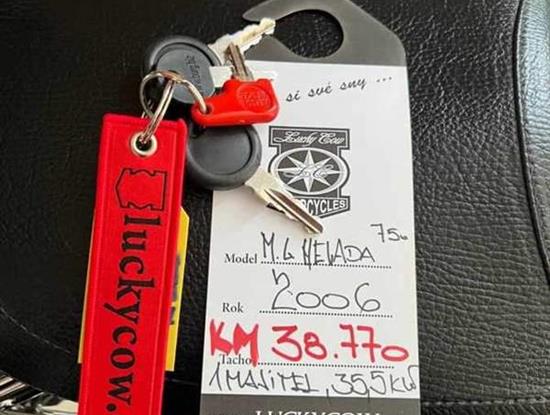 si své sny ...
Lucky Cow
MOTORCYCLES
Model M.G NEVADA 750
Rok 2006
KM
Tacho 38.770
1 MAJITEL, 35,5 KW
LUCKYCOW
luckycow.